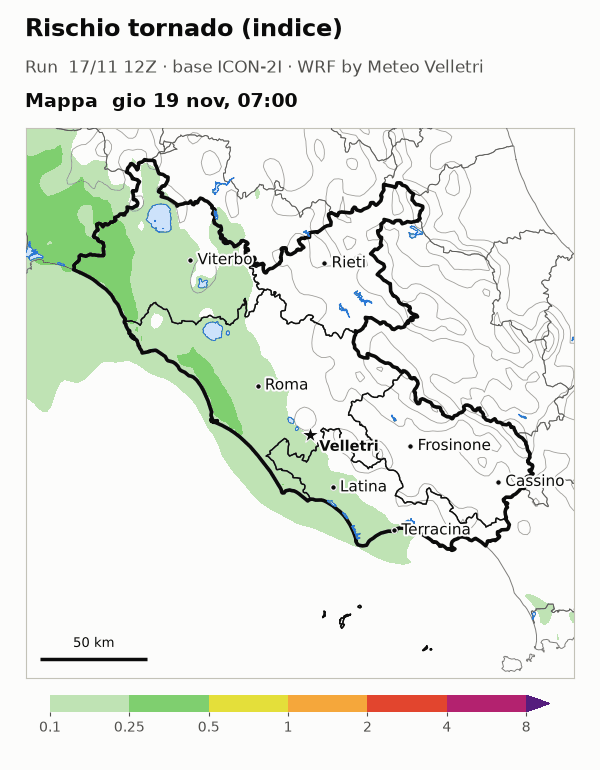 Rischio tornado (indice)
Run  17/11 12Z · base ICON-2I · WRF by Meteo Velletri
Mappa  gio 19 nov, 07:00
Viterbo
Rieti
Roma
Velletri
Frosinone
Cassino
Latina
Terracina
50 km
0.1 0.25 0.5 1 2 4 8